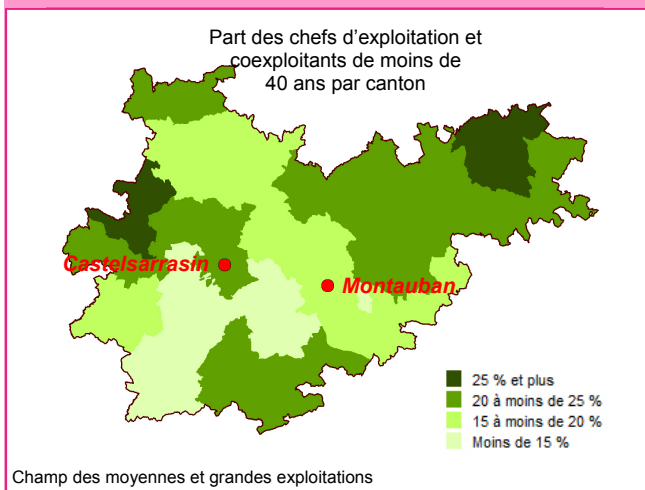 Part des chefs d'exploitation et
coexploitants de moins de
40 ans par canton
Castelsarrasin
Montauban
25 % et plus
20 à moins de 25 %
15 à moins de 20 %
Moins de 15 %
Champ des moyennes et grandes exploitations